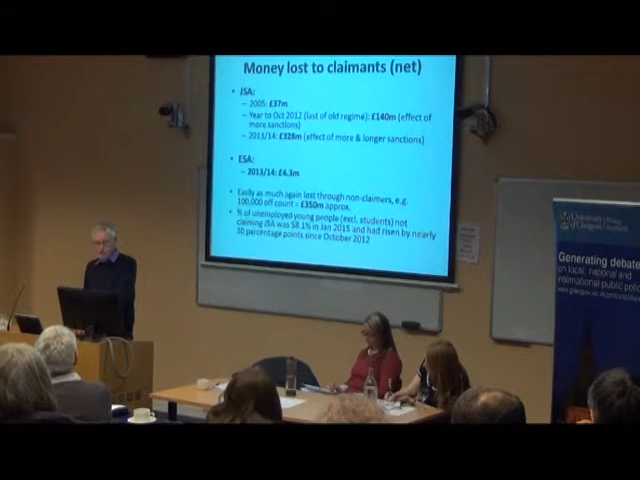 Money lost to claimants (net)
• JSA:
– 2005: £37m
– Year to Oct 2012 (last of old regime): £140m (effect of
more sanctions)
– 2013/14: £328m (effect of more & longer sanctions)
• ESA:
– 2013/14: £4.3m
• Easily as much again lost through non-claimers, e.g.
100,000 off count = £350m approx.
• % of unemployed young people (excl. students) not
claiming JSA was 58.1% in Jan 2015 and had risen by nearly
30 percentage points since October 2012
University
of Glasgow
Policy
Generating debate
on local, national and
international public polic